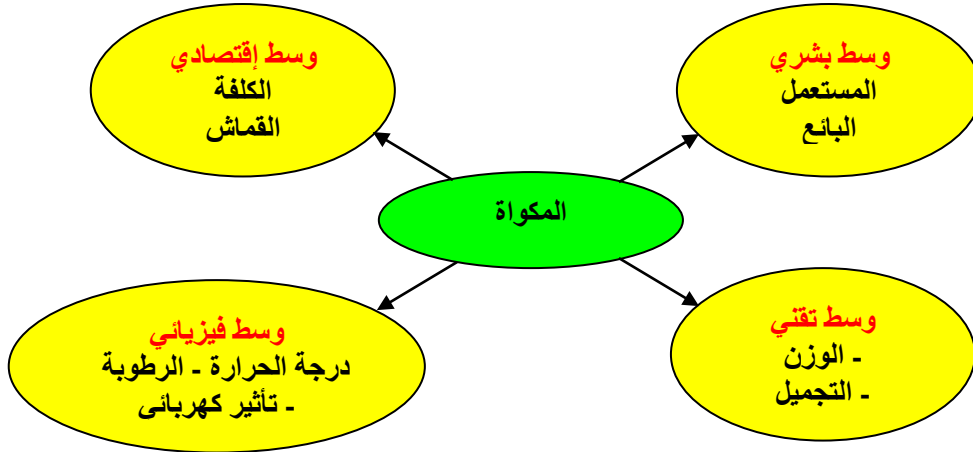 وسط بشري
المستعمل
البائع
وسط إقتصادي
الكلفة
القماش
المكواة
وسط تقني
- الوزن
- التجميل
وسط فيزيائي
درجة الحرارة - الرطوبة
- تأثير كهربائي